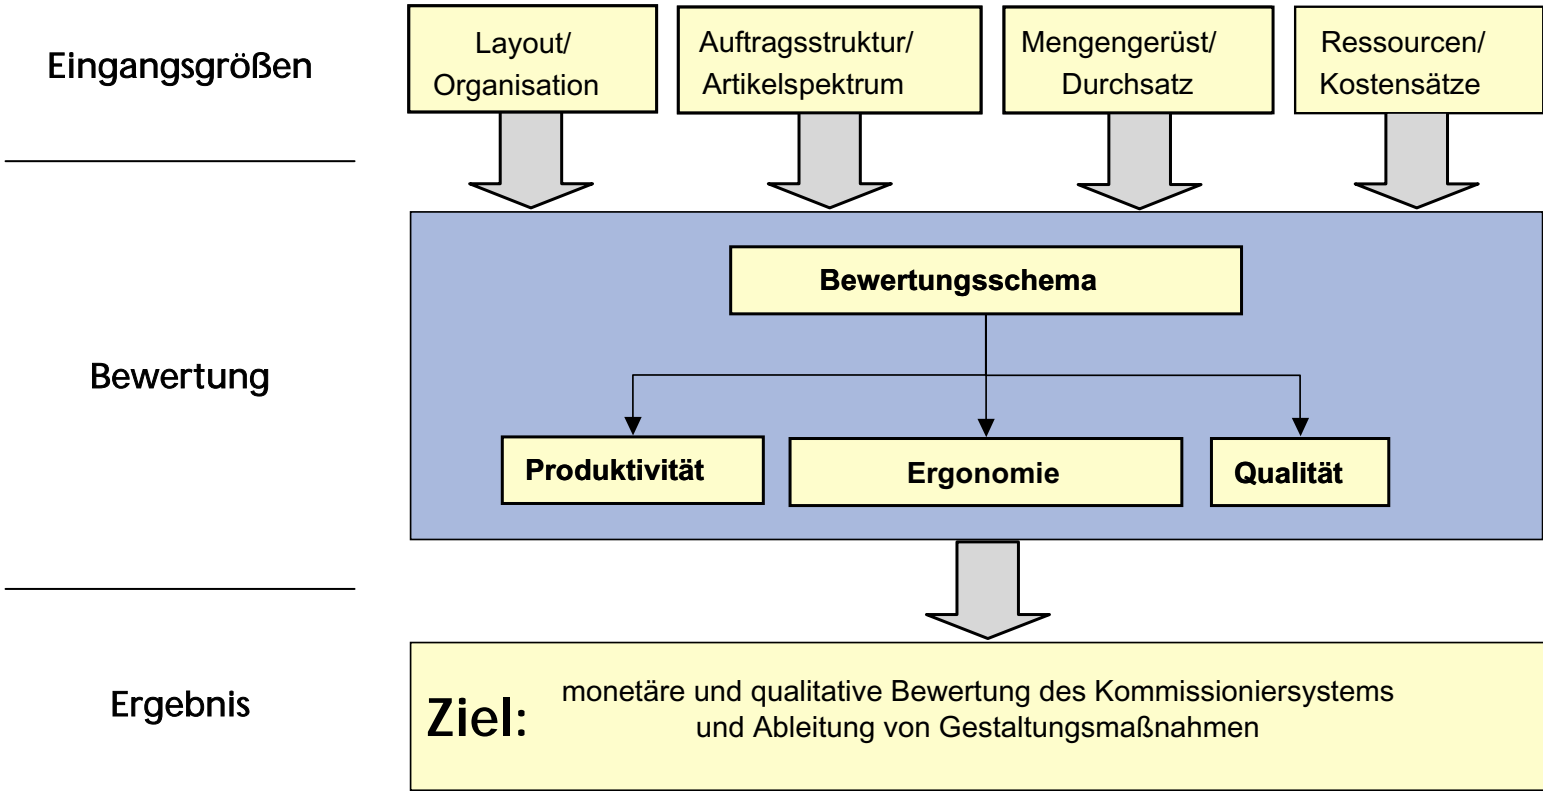 Eingangsgrößen
Layout/
Organisation
Auftragsstruktur/
Artikelspektrum
Mengengerüst/
Durchsatz
Ressourcen/
Kostensätze
Bewertung
Bewertungsschema
Produktivität
Ergonomie
Qualität
Ergebnis
Ziel:
monetäre und qualitative Bewertung des Kommissioniersystems
und Ableitung von Gestaltungsmaßnahmen